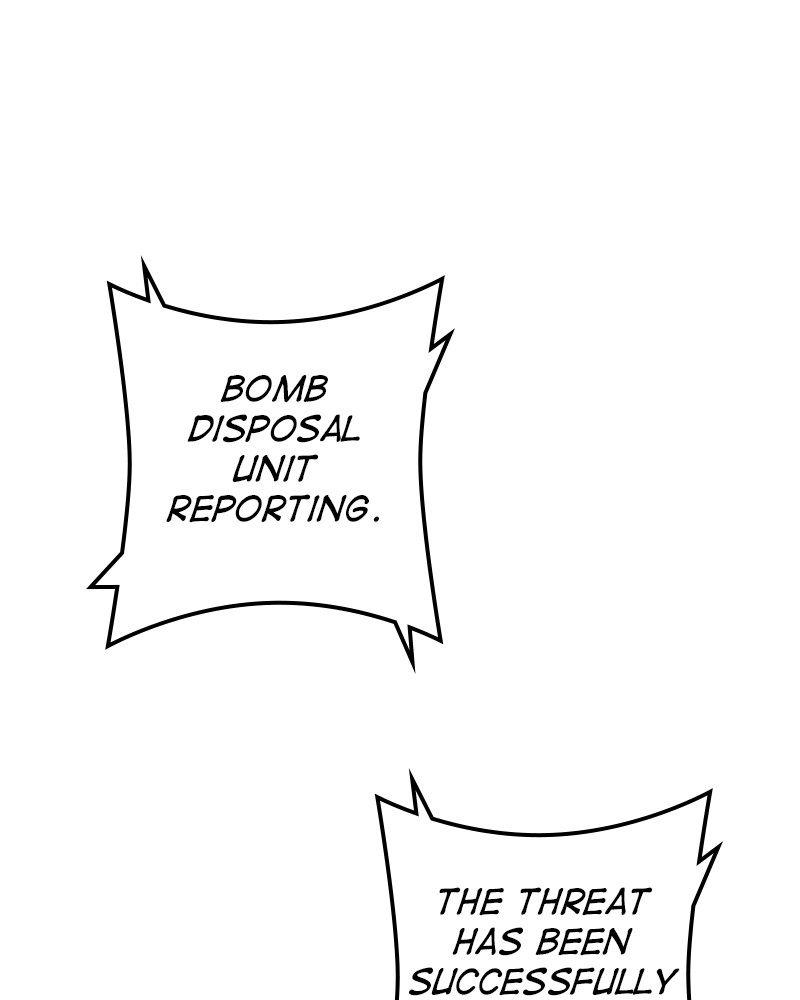 BOMB
DISPOSAL
UNIT
REPORTING.
THE THREAT
HAS BEEN
SUCCESSFULLY